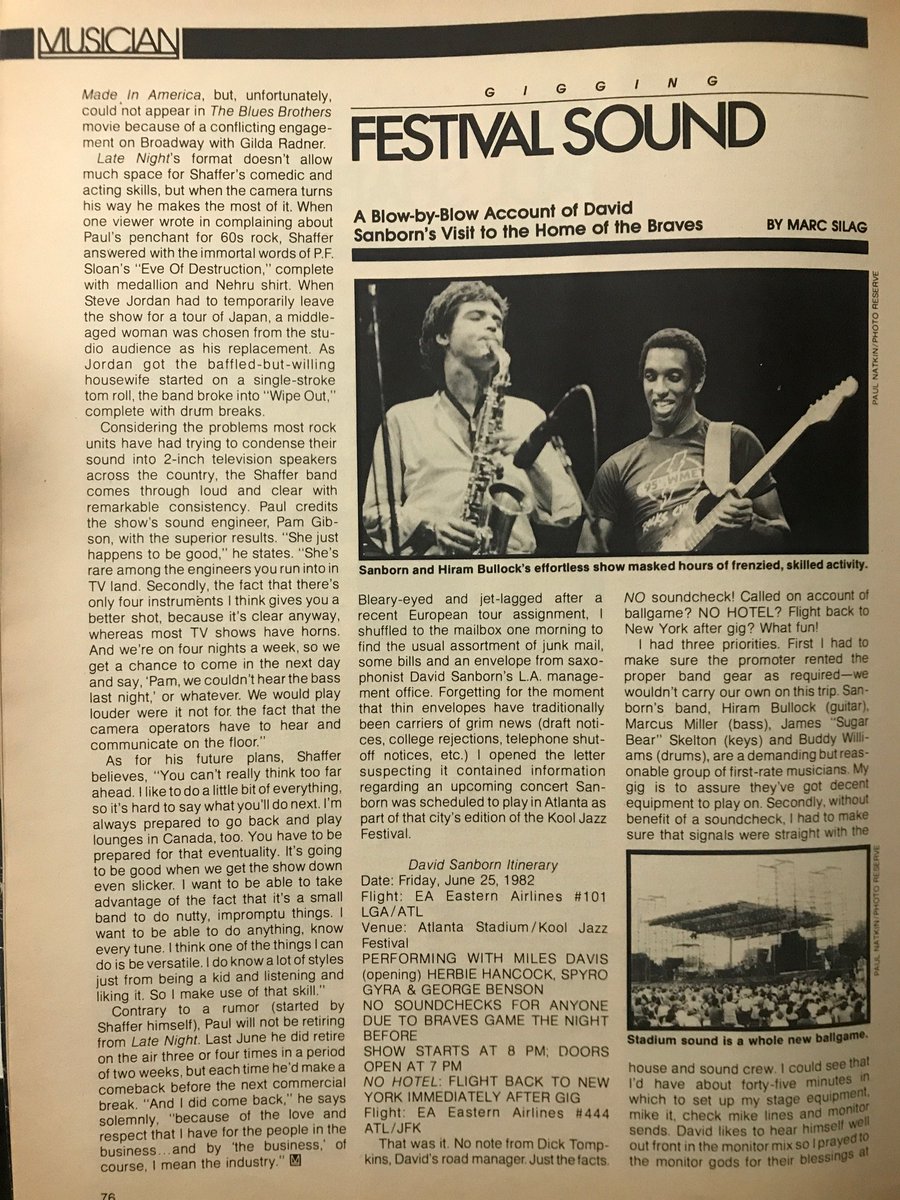 MUSICIAN
Made In America, but, unfortunately,
could not appear in The Blues Brothers
movie because of a conflicting engage-
ment on Broadway with Gilda Radner.
Late Night's format doesn't allow
much space for Shaffer's comedic and
acting skills, but when the camera turns
his way he makes the most of it. When
one viewer wrote in complaining about
Paul's penchant for 60s rock, Shaffer
answered with the immortal words of P.F.
Sloan's "Eve Of Destruction," complete
with medallion and Nehru shirt. When
Steve Jordan had to temporarily leave
the show for a tour of Japan, a middle-
aged woman was chosen from the stu-
dio audience as his replacement. As
Jordan got the baffled-but-willing
housewife started on a single-stroke
tom roll, the band broke into "Wipe Out,"
complete with drum breaks.
Considering the problems most rock
units have had trying to condense their
sound into 2-inch television speakers
across the country, the Shaffer band
comes through loud and clear with
remarkable consistency. Paul credits
the show's sound engineer, Pam Gib-
son, with the superior results. "She just
happens to be good," he states. "She's
rare among the engineers you run into in
TV land. Secondly, the fact that there's
only four instruments I think gives you a
better shot, because it's clear anyway,
whereas most TV shows have horns.
And we're on four nights a week, so we
get a chance to come in the next day
and say, 'Pam, we couldn't hear the bass
last night,' or whatever. We would play
louder were it not for the fact that the
camera operators have to hear and
communicate on the floor."
As for his future plans, Shaffer
believes, "You can't really think too far
ahead. I like to do a little bit of everything,
so it's hard to say what you'll do next. I'm
always prepared to go back and play
lounges in Canada, too. You have to be
prepared for that eventuality. It's going
to be good when we get the show down
even slicker. I want to be able to take
advantage of the fact that it's a small
band to do nutty, impromptu things. I
want to be able to do anything, know
every tune. I think one of the things I can
do is be versatile. I do know a lot of styles
just from being a kid and listening and
liking it. So I make use of that skill."
Contrary to a rumor (started by
Shaffer himself), Paul will not be retiring
from Late Night. Last June he did retire
on the air three or four times in a period
of two weeks, but each time he'd make a
comeback before the next commercial
break. "And I did come back," he says
solemnly, "because of the love and
respect that I have for the people in the
business...and by 'the business,' of
course, I mean the industry." M
76
GIGGING
FESTIVAL SOUND
A Blow-by-Blow Account of David
Sanborn's Visit to the Home of the Braves
BY MARC SILAG
PAUL NATKIN/PHOTO RESERVE
Sanborn and Hiram Bullock's effortless show masked hours of frenzied, skilled activity.
Bleary-eyed and jet-lagged after a
recent European tour assignment, I
shuffled to the mailbox one morning to
find the usual assortment of junk mail,
some bills and an envelope from saxo-
phonist David Sanborn's L.A. manage-
ment office. Forgetting for the moment
that thin envelopes have traditionally
been carriers of grim news (draft noti-
ces, college rejections, telephone shut-
off notices, etc.) I opened the letter
suspecting it contained information
regarding an upcoming concert San-
born was scheduled to play in Atlanta as
part of that city's edition of the Kool Jazz
Festival.
David Sanborn Itinerary
Date: Friday, June 25, 1982
Flight: EA Eastern Airlines #101
LGA/ATL
Venue: Atlanta Stadium/Kool Jazz
Festival
PERFORMING WITH MILES DAVIS
(opening) HERBIE HANCOCK, SPYRO
GYRA & GEORGE BENSON
NO SOUNDCHECKS FOR ANYONE
DUE TO BRAVES GAME THE NIGHT
BEFORE
SHOW STARTS AT 8 PM; DOORS
OPEN AT 7 PM
NO HOTEL: FLIGHT BACK TO NEW
YORK IMMEDIATELY AFTER GIG
Flight: EA Eastern Airlines #444
ATL/JFK
That was it. No note from Dick Tomp-
kins, David's road manager. Just the facts.
NO soundcheck! Called on account of
ballgame? NO HOTEL? Flight back to
New York after gig? What fun!
I had three priorities. First I had to
make sure the promoter rented the
proper band gear as required—we
wouldn't carry our own on this trip. San-
born's band, Hiram Bullock (guitar),
Marcus Miller (bass), James "Sugar
Bear" Skelton (keys) and Buddy Willi-
ams (drums), are a demanding but reas-
onable group of first-rate musicians. My
gig is to assure they've got decent
equipment to play on. Secondly, without
benefit of a soundcheck, I had to make
sure that signals were straight with the
PAUL NATKIN/PHOTO RESERVE
Stadium sound is a whole new ballgame.
house and sound crew. I could see that
I'd have about forty-five minutes in
which to set up my stage equipment,
mike it, check mike lines and monitor
sends. David likes to hear himself well
out front in the monitor mix so I prayed to
the monitor gods for their blessings at